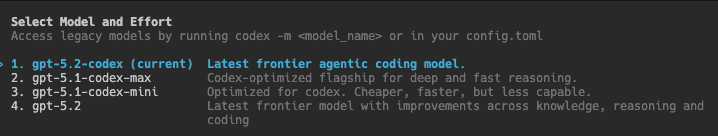 Select Model and Effort
Access legacy models by running codex -m <model_name> or in your config.toml
› 1. gpt-5.2-codex (current)  Latest frontier agentic coding model.
2. gpt-5.1-codex-max  Codex-optimized flagship for deep and fast reasoning.
3. gpt-5.1-codex-mini  Optimized for codex. Cheaper, faster, but less capable.
4. gpt-5.2  Latest frontier model with improvements across knowledge, reasoning and
coding